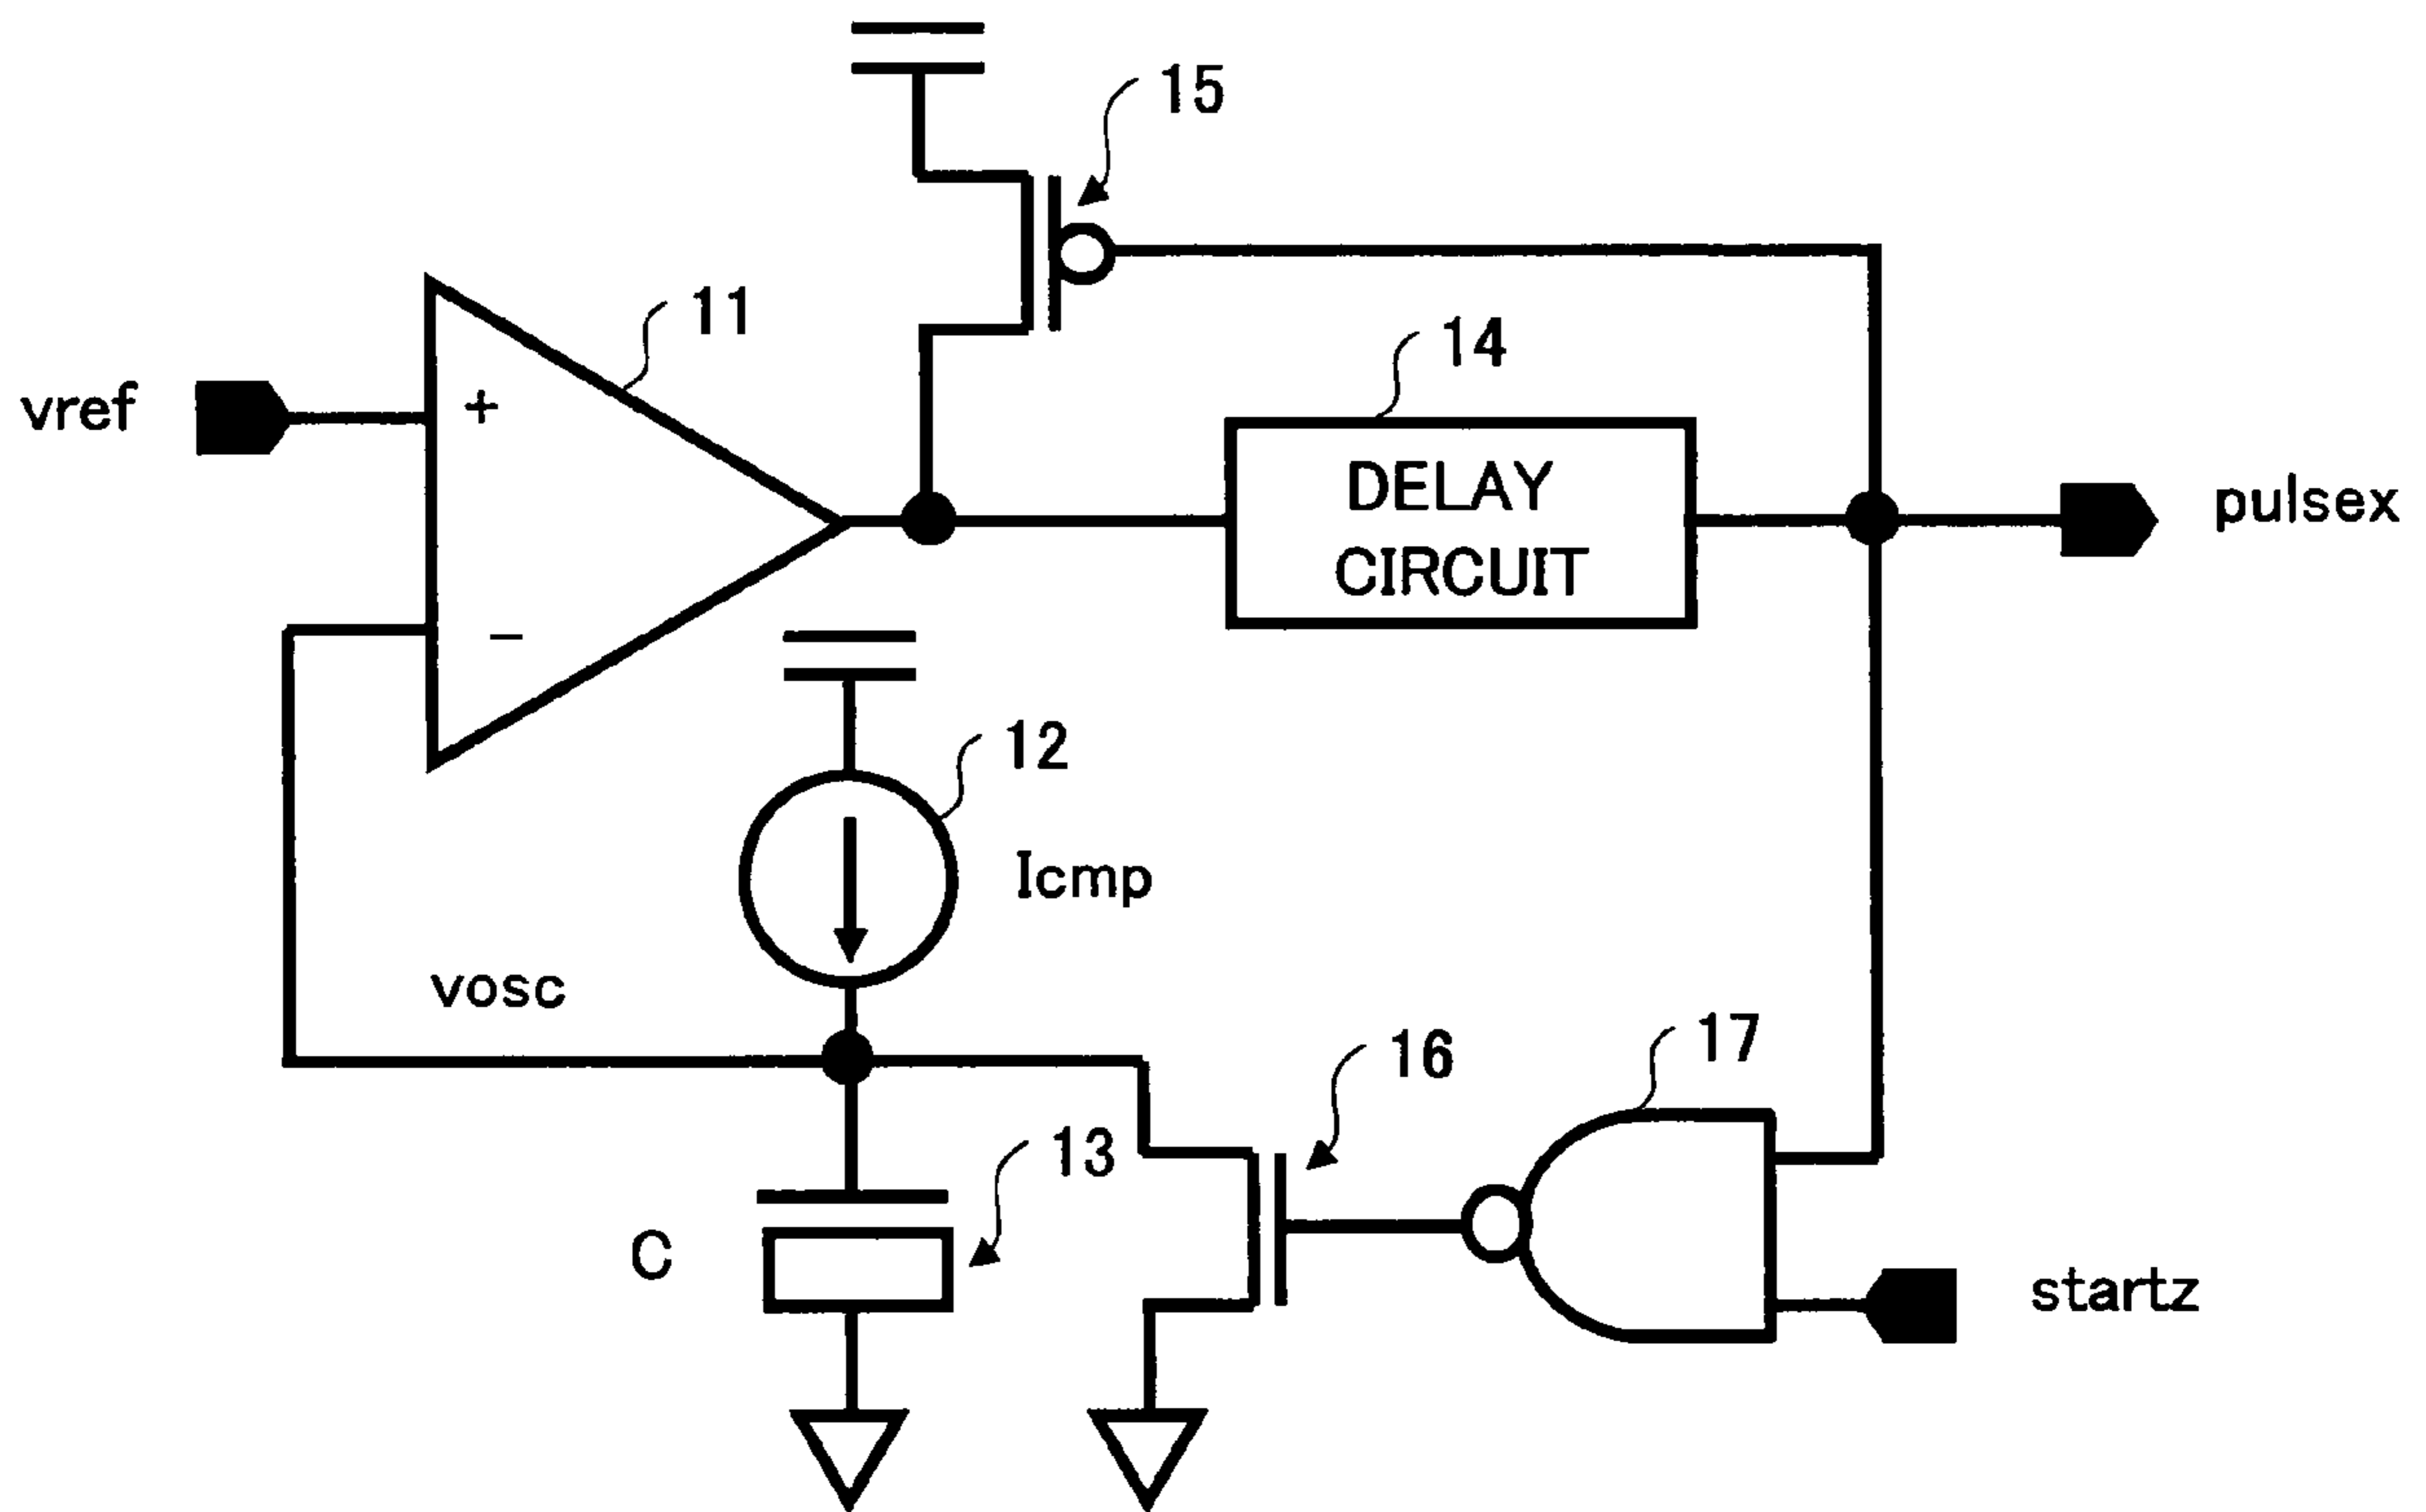 15
11
vref
+
14
DELAY
CIRCUIT
pulsex
−
12
Icmp
vosc
16
17
13
C
startz